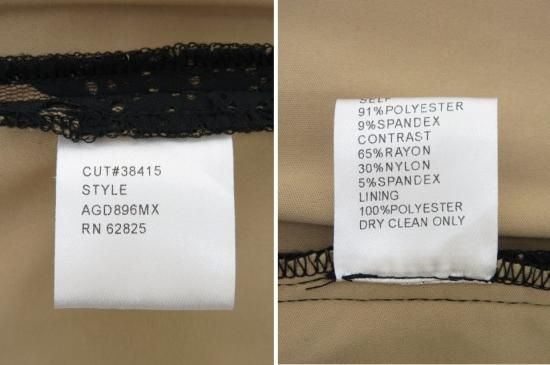 CUT#38415
STYLE
AGD896MX
RN 62825
SELF
91%POLYESTER
9%SPANDEX
CONTRAST
65%RAYON
30%NYLON
5%SPANDEX
LINING
100%POLYESTER
DRY CLEAN ONLY